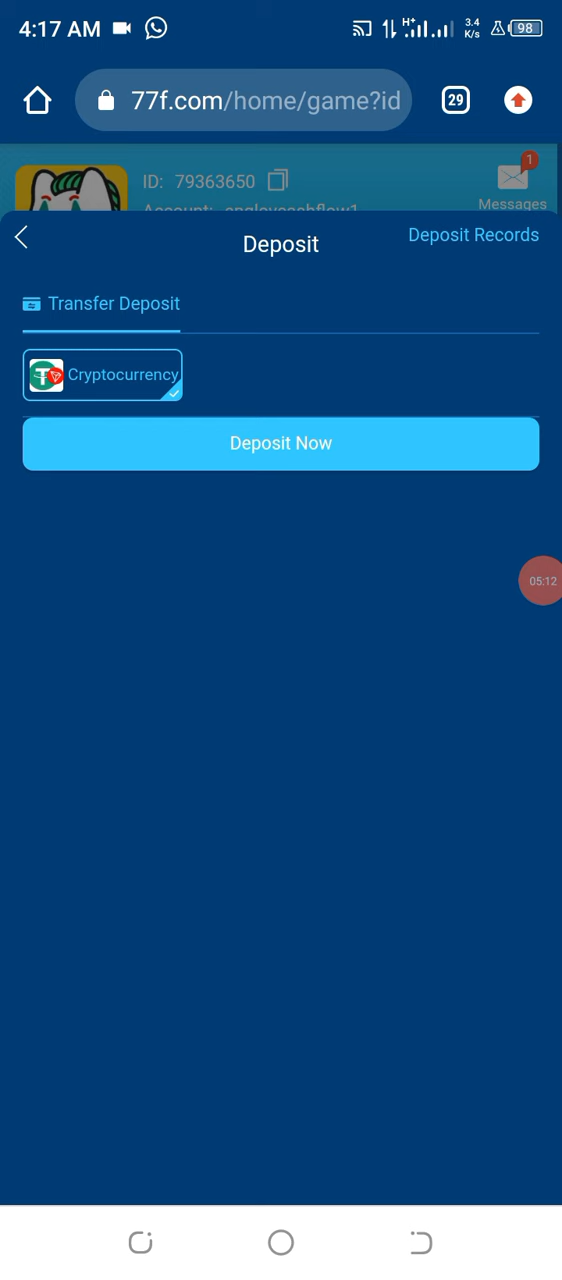 4:17 AM
H+
3.4
K/s
98
77f.com/home/game?id
29
ID: 79363650
1
Messages
Deposit
Deposit Records
Transfer Deposit
Cryptocurrency
Deposit Now
05:12